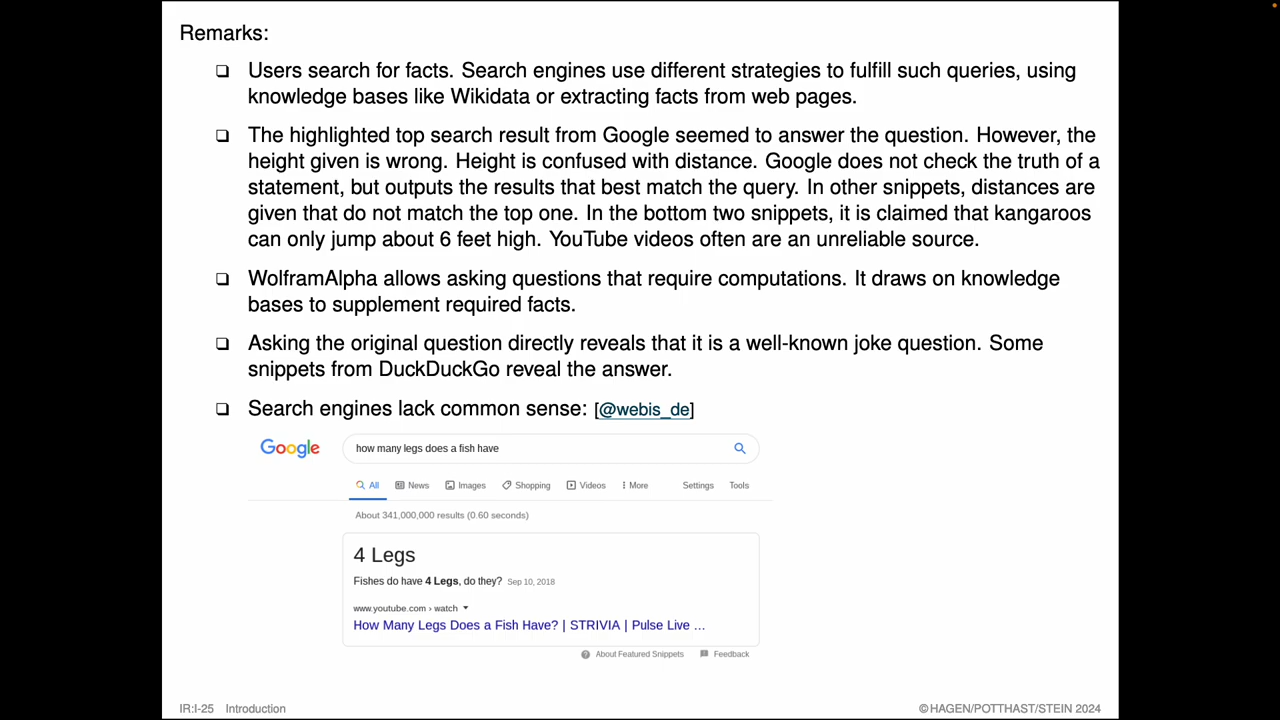 Remarks:
❑ Users search for facts. Search engines use different strategies to fulfill such queries, using
knowledge bases like Wikidata or extracting facts from web pages.
❑ The highlighted top search result from Google seemed to answer the question. However, the
height given is wrong. Height is confused with distance. Google does not check the truth of a
statement, but outputs the results that best match the query. In other snippets, distances are
given that do not match the top one. In the bottom two snippets, it is claimed that kangaroos
can only jump about 6 feet high. YouTube videos often are an unreliable source.
❑ WolframAlpha allows asking questions that require computations. It draws on knowledge
bases to supplement required facts.
❑ Asking the original question directly reveals that it is a well-known joke question. Some
snippets from DuckDuckGo reveal the answer.
❑ Search engines lack common sense: [@webis_de]
Google how many legs does a fish have
All News Images Shopping Videos More Settings Tools
About 341,000,000 results (0.60 seconds)
4 Legs
Fishes do have 4 Legs, do they? Sep 10, 2018
www.youtube.com › watch
How Many Legs Does a Fish Have? | STRIVIA | Pulse Live ...
About Featured Snippets Feedback
IR:I-25 Introduction ©HAGEN/POTTHAST/STEIN 2024